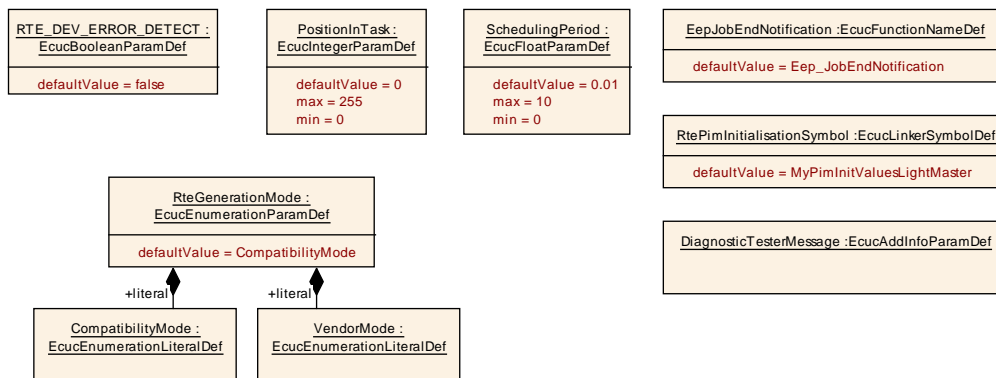 RTE_DEV_ERROR_DETECT :
EcucBooleanParamDef
defaultValue = false
PositionInTask :
EcucIntegerParamDef
defaultValue = 0
max = 255
min = 0
SchedulingPeriod :
EcucFloatParamDef
defaultValue = 0.01
max = 10
min = 0
EepJobEndNotification :EcucFunctionNameDef
defaultValue = Eep_JobEndNotification
RtePimInitialisationSymbol :EcucLinkerSymbolDef
defaultValue = MyPimInitValuesLightMaster
RteGenerationMode :
EcucEnumerationParamDef
defaultValue = CompatibilityMode
DiagnosticTesterMessage :EcucAddInfoParamDef
+literal
+literal
CompatibilityMode :
EcucEnumerationLiteralDef
VendorMode :
EcucEnumerationLiteralDef